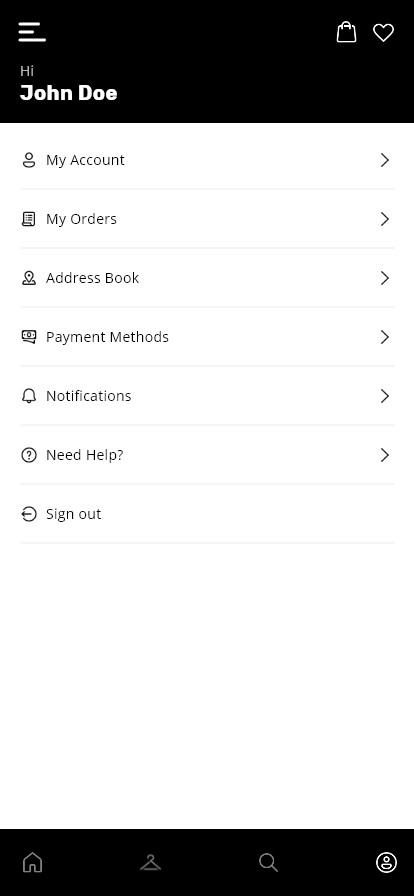 Hi
John Doe
My Account
My Orders
Address Book
Payment Methods
Notifications
Need Help?
Sign out